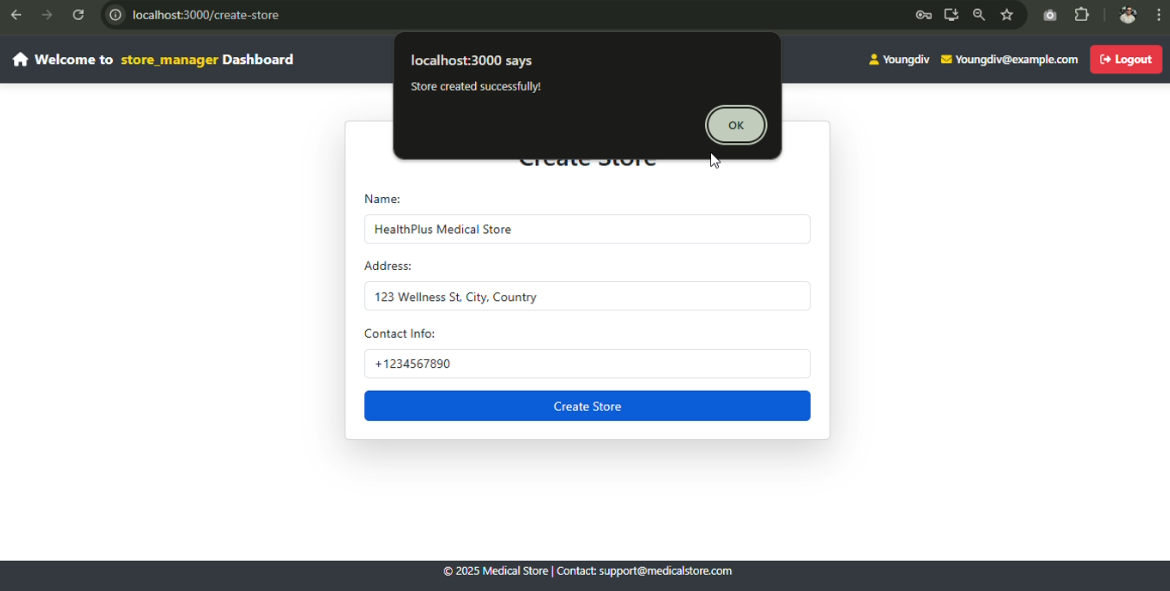 localhost:3000/create-store
Welcome to store_manager Dashboard
Youngdiv
Youngdiv@example.com
Logout
localhost:3000 says
Store created successfully!
OK
Create Store
Name:
HealthPlus Medical Store
Address:
123 Wellness St, City, Country
Contact Info:
+1234567890
Create Store
© 2025 Medical Store | Contact: support@medicalstore.com